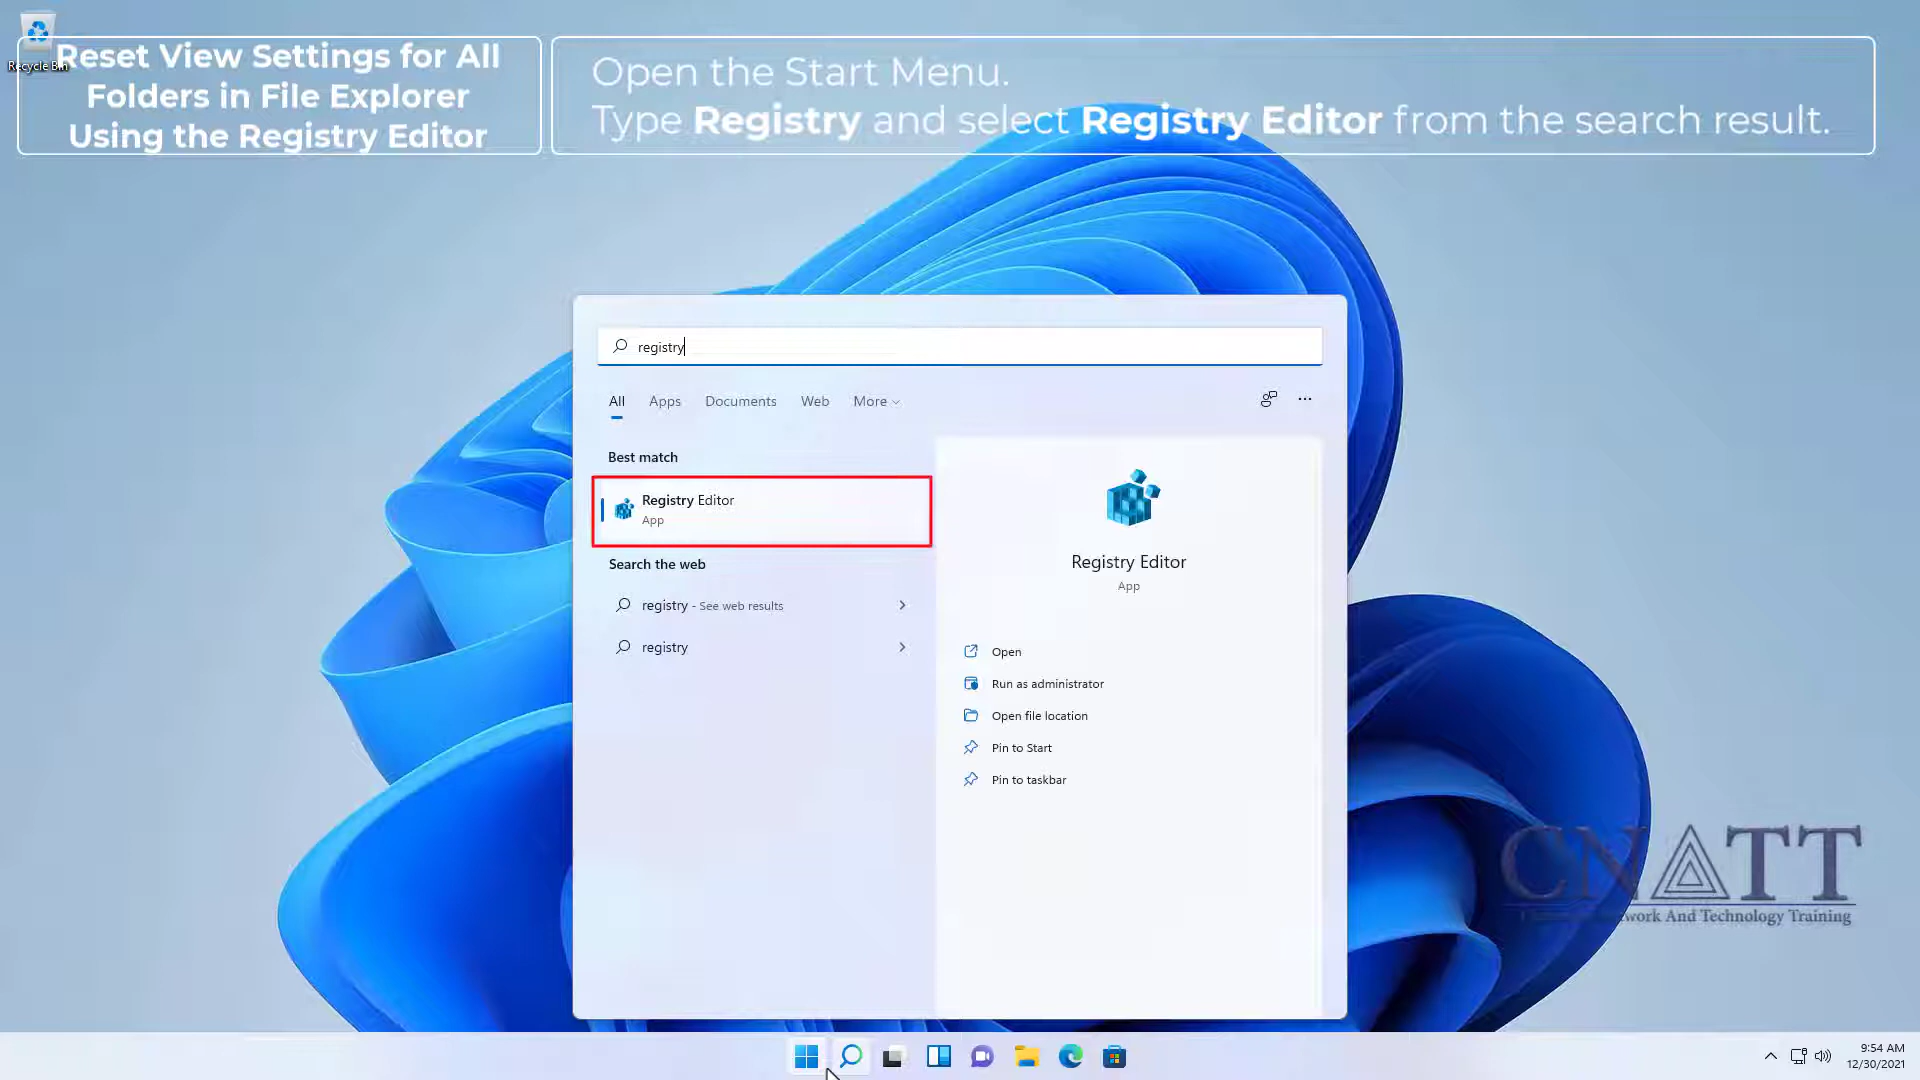 Recycle Bin
Reset View Settings for All
Folders in File Explorer
Using the Registry Editor
Open the Start Menu.
Type Registry and select Registry Editor from the search result.
registry
All Apps Documents Web More
Best match
Registry Editor
App
Search the web
registry - See web results
registry
Registry Editor
App
Open
Run as administrator
Open file location
Pin to Start
Pin to taskbar
CNATT
And Technology Training
9:54 AM
12/30/2021